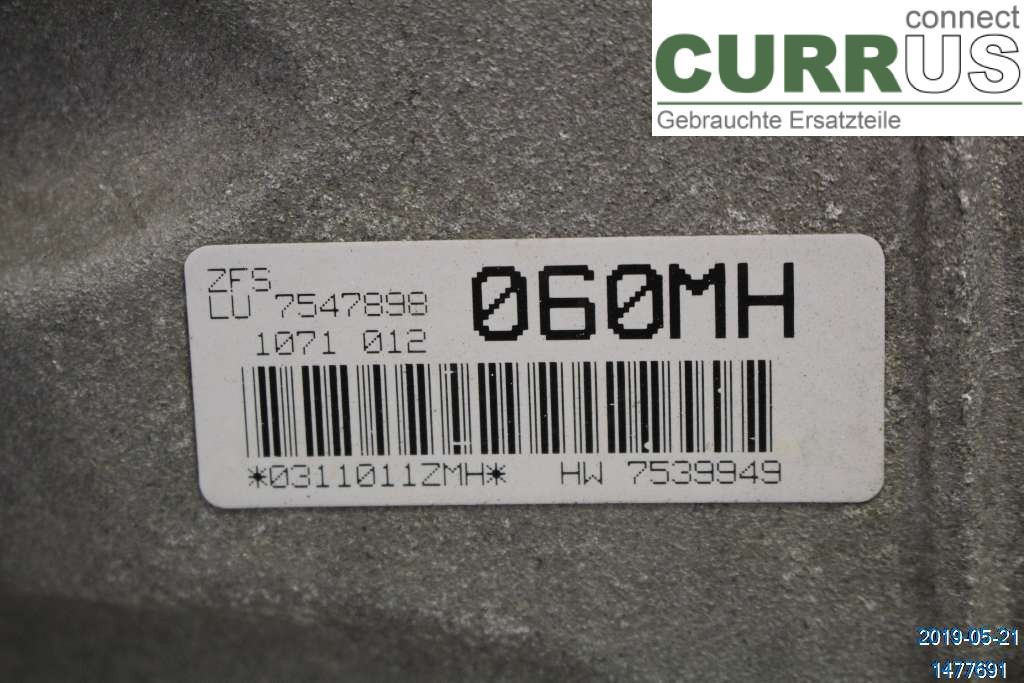 connect
CURRUS
Gebrauchte Ersatzteile
ZFS
LU 7547898
1071 012
060MH
*0311011ZMH* HW 7539949
2019-05-21
1477691